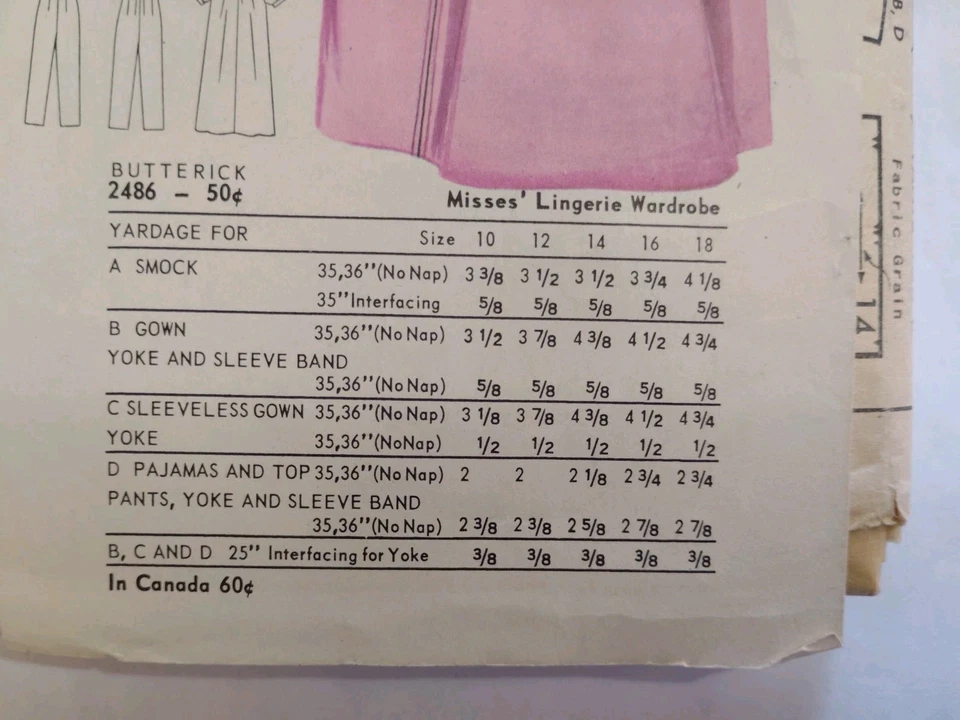 BUTTERICK
2486 – 50¢
Misses' Lingerie Wardrobe
YARDAGE FOR Size 10 12 14 16 18
A SMOCK 35,36"(No Nap) 3 3/8 3 1/2 3 1/2 3 3/4 4 1/8
35"Interfacing 5/8 5/8 5/8 5/8 5/8
B GOWN 35,36"(No Nap) 3 1/2 3 7/8 4 3/8 4 1/2 4 3/4
YOKE AND SLEEVE BAND
35,36"(No Nap) 5/8 5/8 5/8 5/8 5/8
C SLEEVELESS GOWN 35,36"(No Nap) 3 1/8 3 7/8 4 3/8 4 1/2 4 3/4
YOKE 35,36"(NoNap) 1/2 1/2 1/2 1/2 1/2
D PAJAMAS AND TOP 35,36"(No Nap) 2 2 2 1/8 2 3/4 2 3/4
PANTS, YOKE AND SLEEVE BAND
35,36"(No Nap) 2 3/8 2 3/8 2 5/8 2 7/8 2 7/8
B, C AND D 25" Interfacing for Yoke 3/8 3/8 3/8 3/8 3/8
In Canada 60¢
B, D
Fabric Grain
14